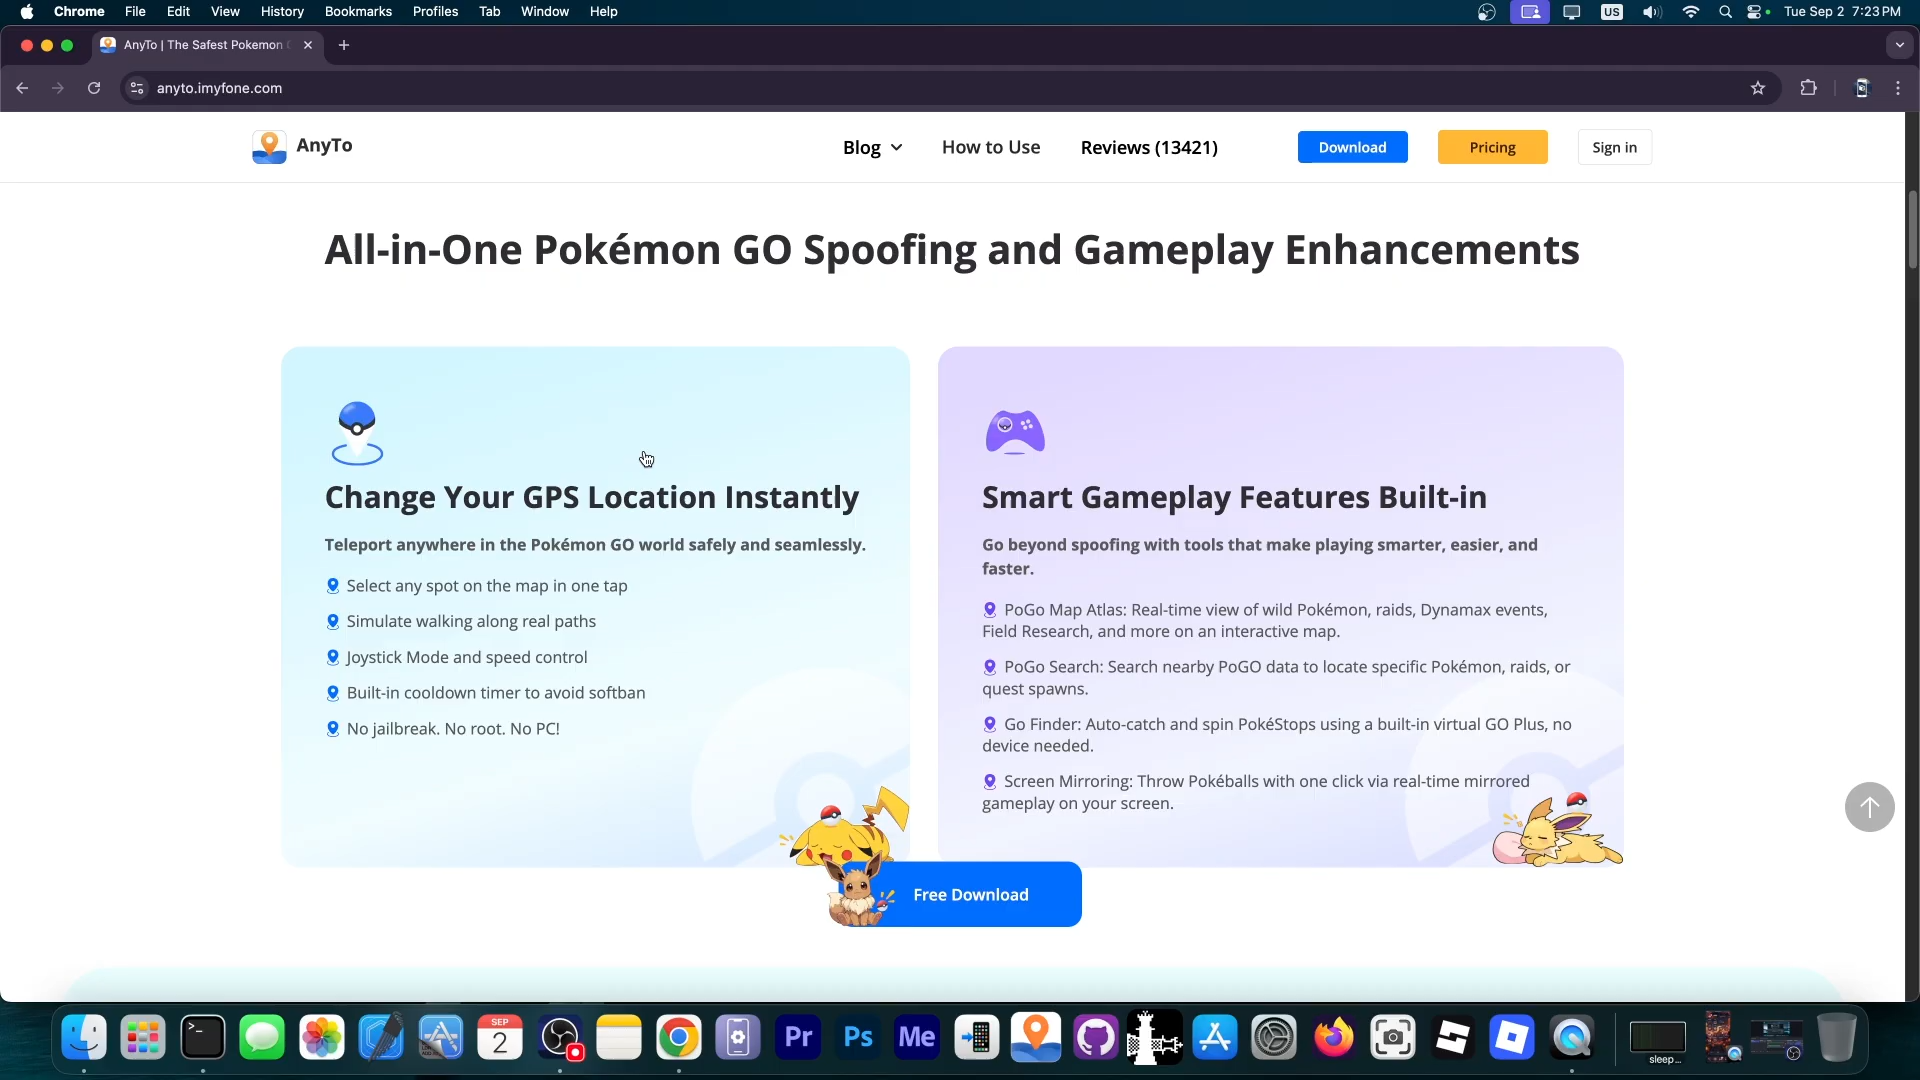 Chrome File Edit View History Bookmarks Profiles Tab Window Help US Tue Sep 2 7:23 PM
AnyTo | The Safest Pokemon
anyto.imyfone.com
AnyTo Blog How to Use Reviews (13421) Download Pricing Sign in
All-in-One Pokémon GO Spoofing and Gameplay Enhancements
Change Your GPS Location Instantly
Teleport anywhere in the Pokémon GO world safely and seamlessly.
Select any spot on the map in one tap
Simulate walking along real paths
Joystick Mode and speed control
Built-in cooldown timer to avoid softban
No jailbreak. No root. No PC!
Smart Gameplay Features Built-in
Go beyond spoofing with tools that make playing smarter, easier, and
faster.
PoGo Map Atlas: Real-time view of wild Pokémon, raids, Dynamax events,
Field Research, and more on an interactive map.
PoGo Search: Search nearby PoGO data to locate specific Pokémon, raids, or
quest spawns.
Go Finder: Auto-catch and spin PokéStops using a built-in virtual GO Plus, no
device needed.
Screen Mirroring: Throw Pokéballs with one click via real-time mirrored
gameplay on your screen.
Free Download
SEP
2
Pr Ps Me
sleep...